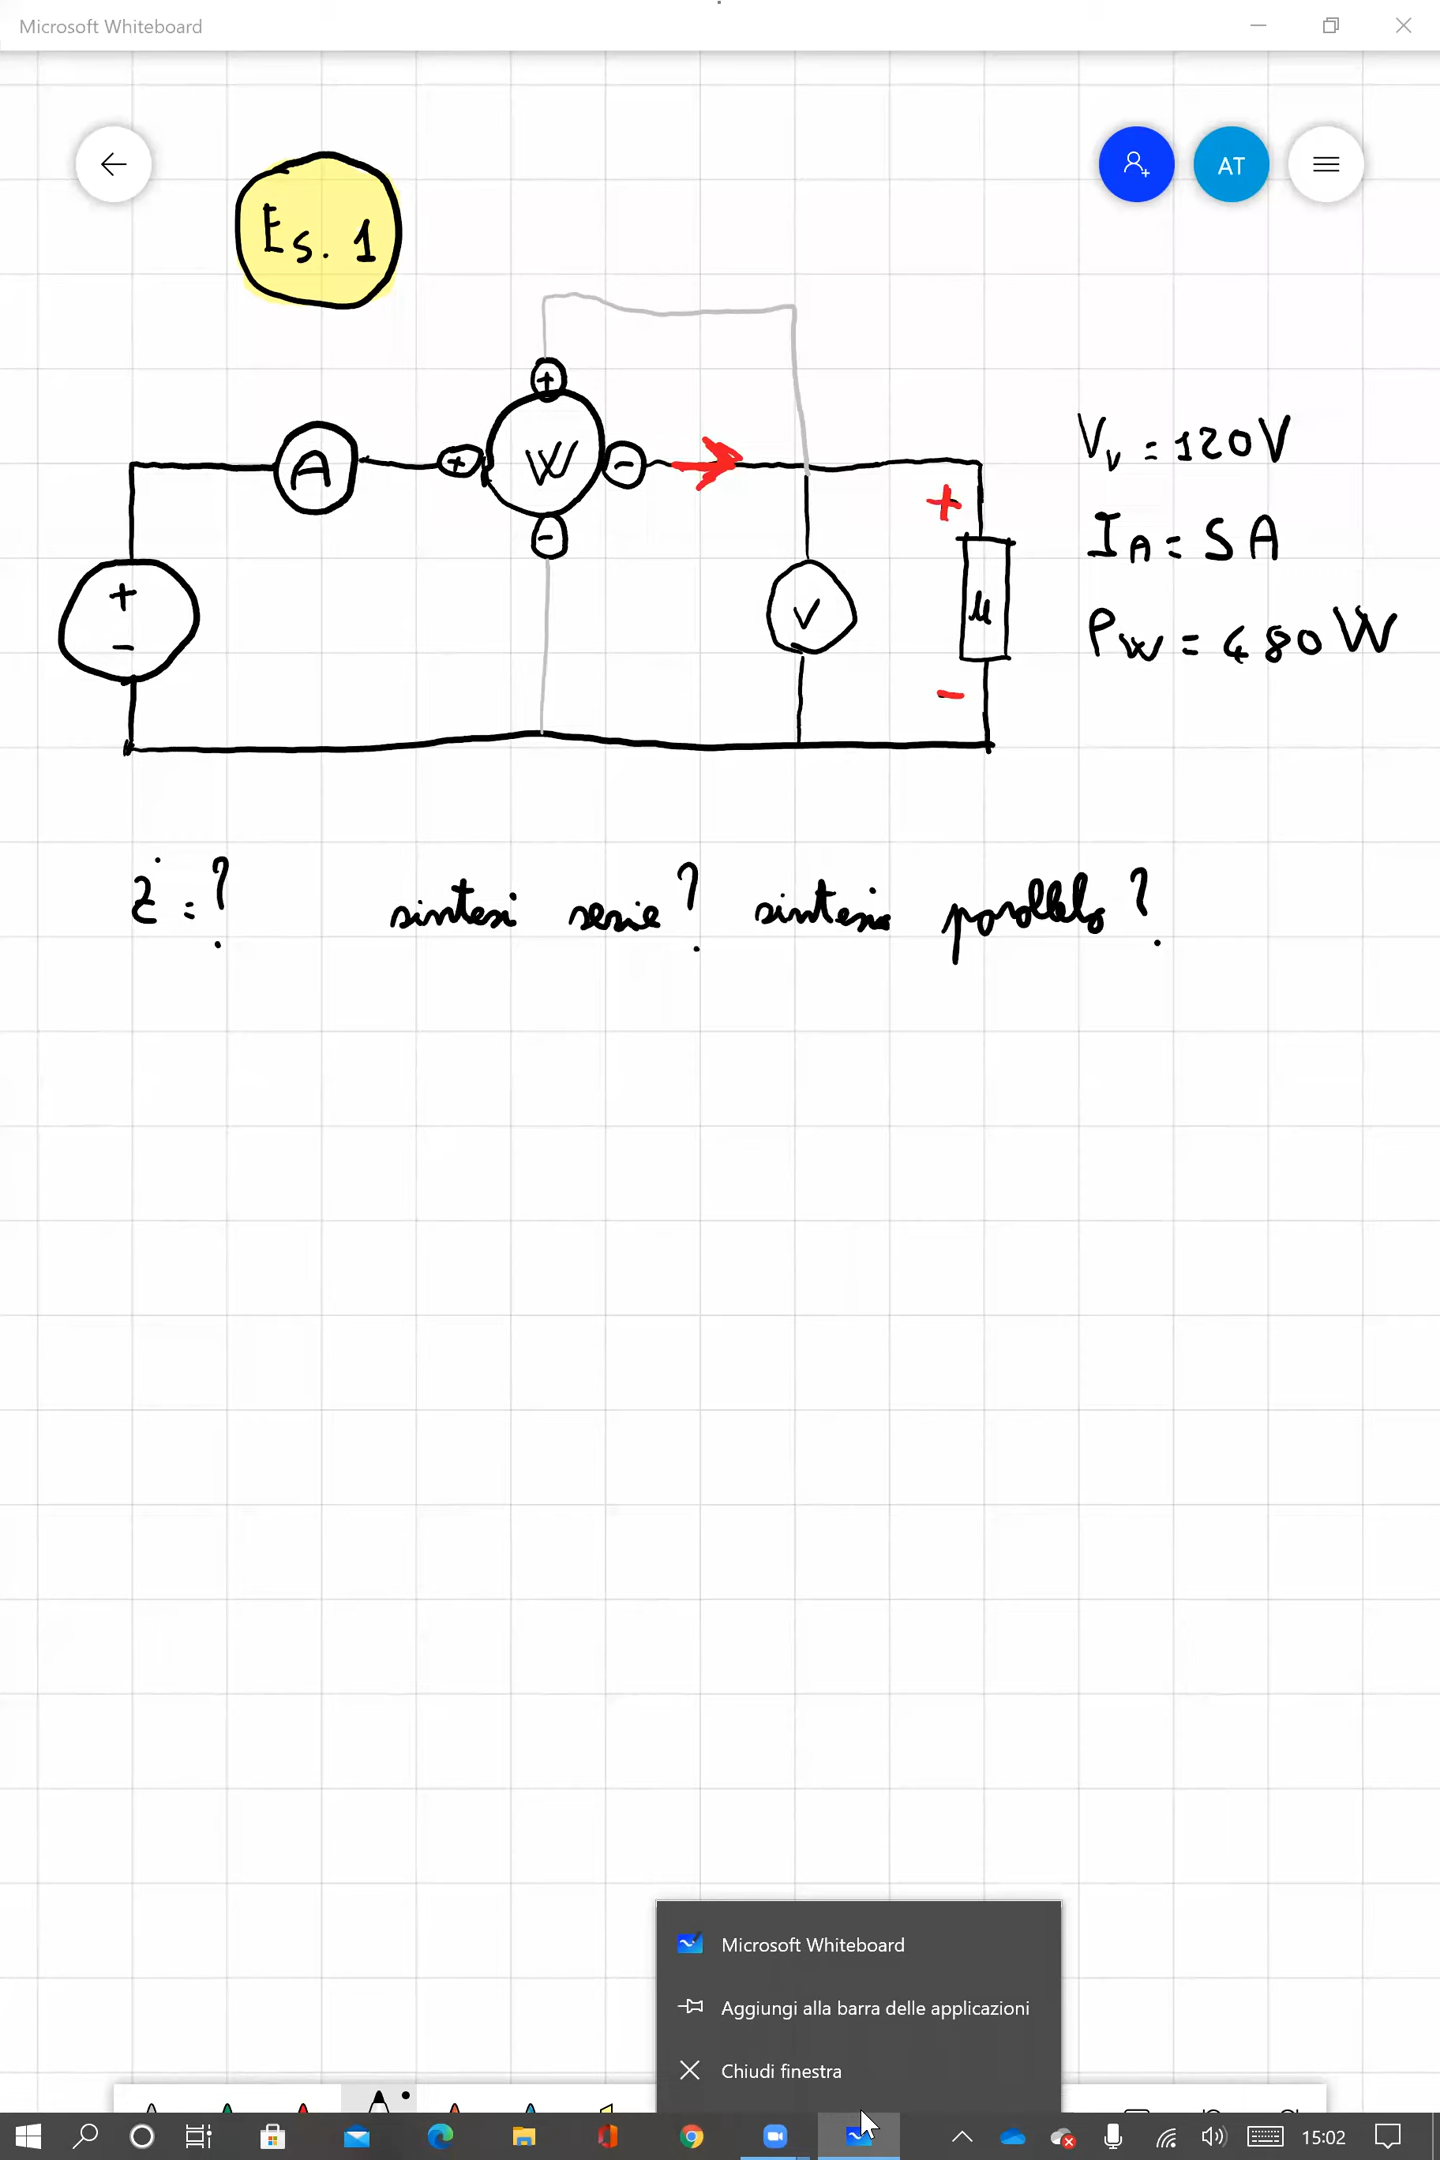 Microsoft Whiteboard
AT
Es. 1
+
A
+
W
-
-
+
-
V
u
+
-
Vv = 120V
IA = 5A
Pw = 480W
Ż = ? sintesi serie? sintesi parallelo?
Microsoft Whiteboard
Aggiungi alla barra delle applicazioni
Chiudi finestra
15:02